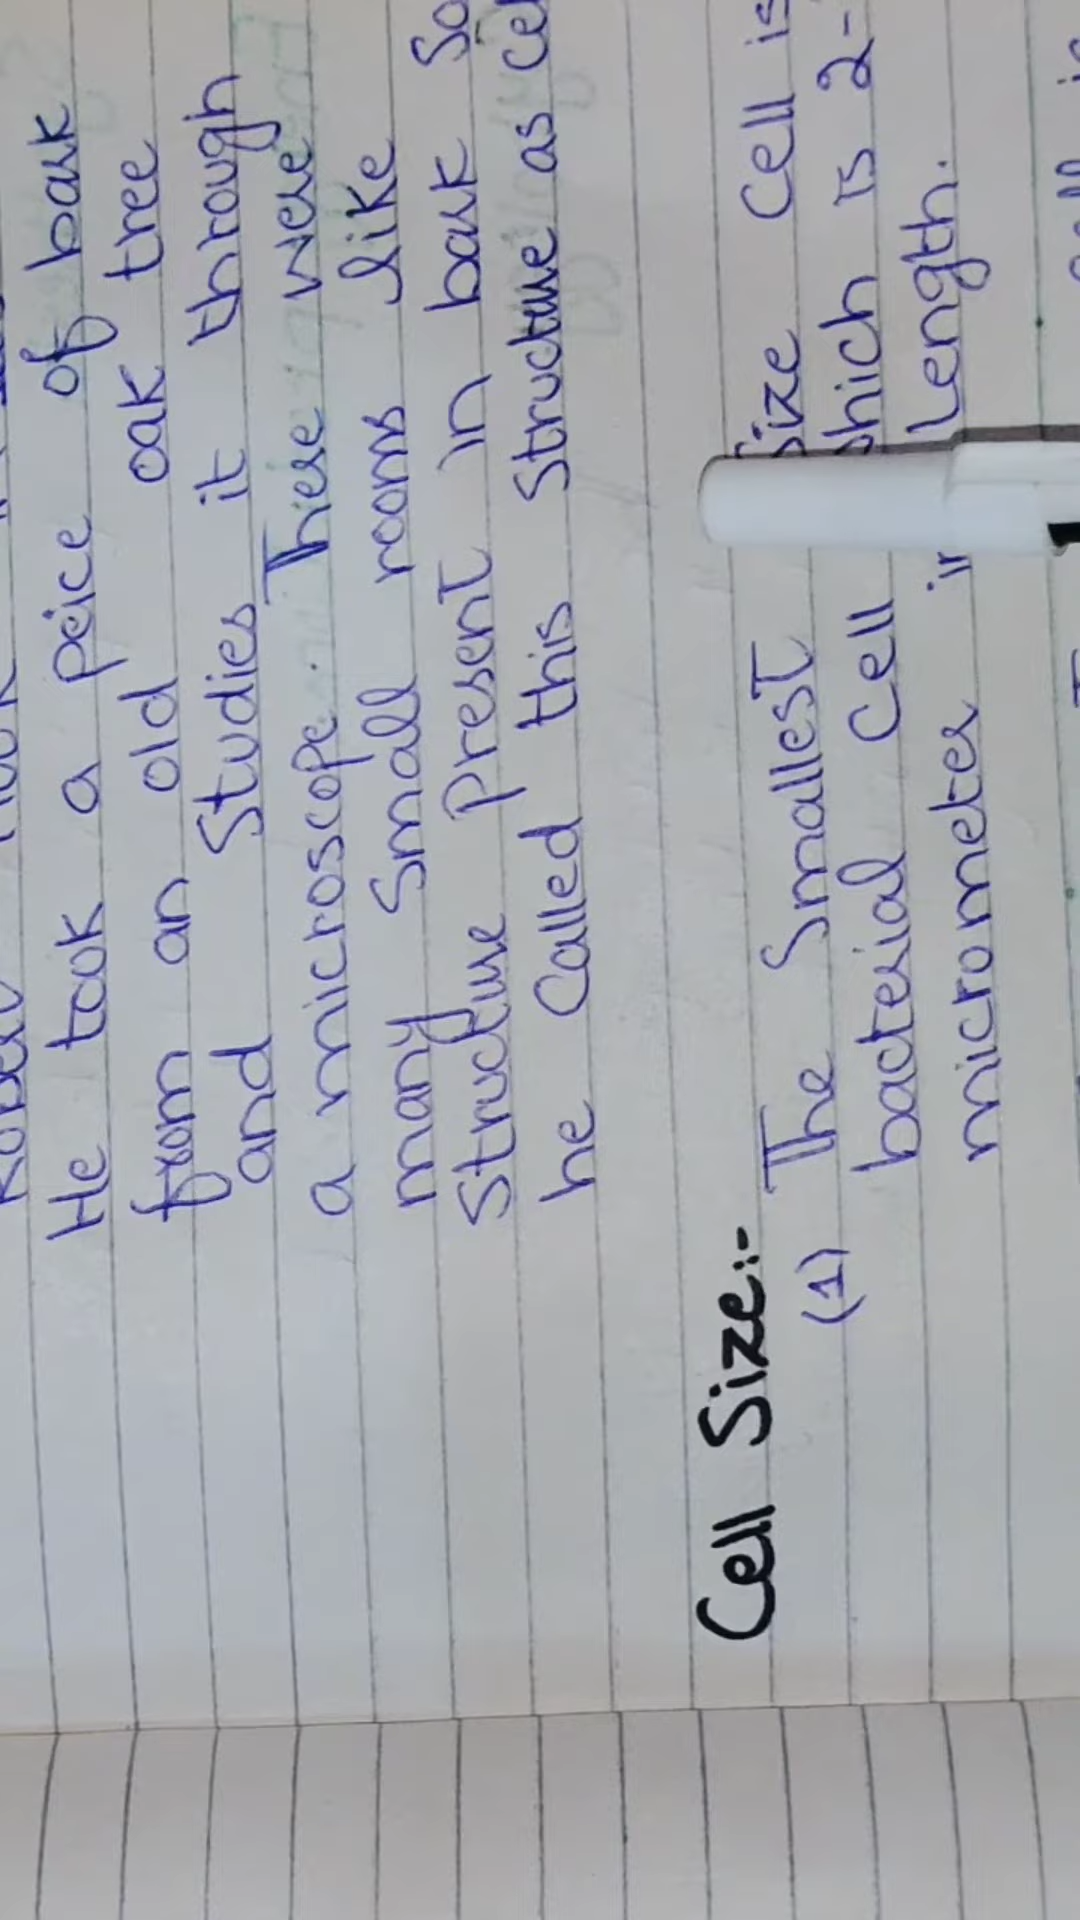 He took a peice of bark
from an old oak tree
and Studies it through
a microscope. There were
many Small rooms like
Structure Present in bark So
he Called this Structure as Cel
Cell Size:-
(1) The Smallest Size Cell is
bacterial Cell which is 2-
micrometer in Length.